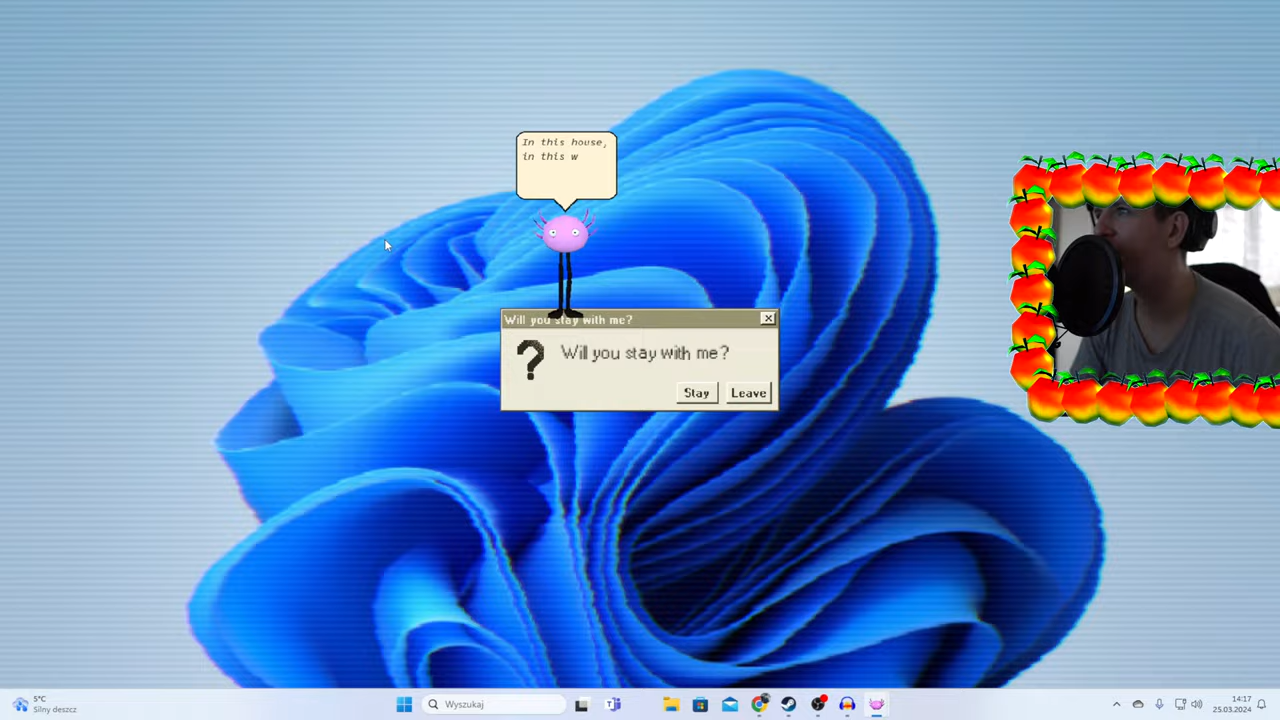 In this house,
in this w
Will you stay with me?
Will you stay with me?
Stay
Leave
5°C
Silny deszcz
Wyszukaj
14:17
25.03.2024